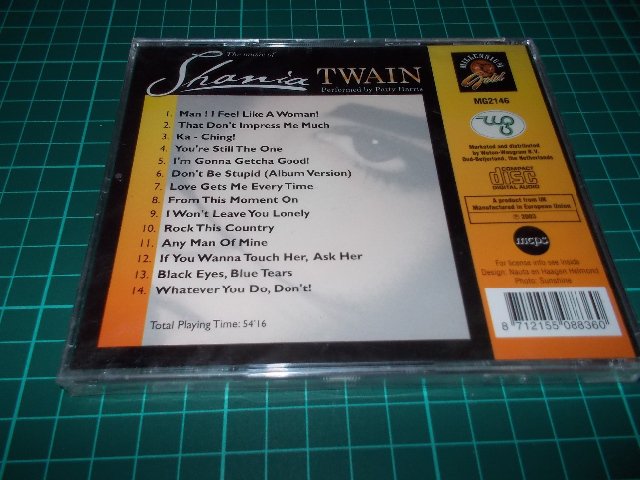 The music of
Shania TWAIN
Performed by Patty Harris
1. Man ! I Feel Like A Woman!
2. That Don't Impress Me Much
3. Ka - Ching!
4. You're Still The One
5. I'm Gonna Getcha Good!
6. Don't Be Stupid (Album Version)
7. Love Gets Me Every Time
8. From This Moment On
9. I Won't Leave You Lonely
10. Rock This Country
11. Any Man Of Mine
12. If You Wanna Touch Her, Ask Her
13. Black Eyes, Blue Tears
14. Whatever You Do, Don't!
Total Playing Time: 54'16
MILLENNIUM
Gold
MG2146
wg
Marketed and distributed
by Weton-Wesgram B.V.
Oud-Beijerland, the Netherlands
COMPACT
disc
DIGITAL AUDIO
A product from UK
Manufactured in European Union
℗ 2003
mcps
For license info see inside
Design: Nauta en Haagen Helmond
Photo: Sunshine
8 712155 088360